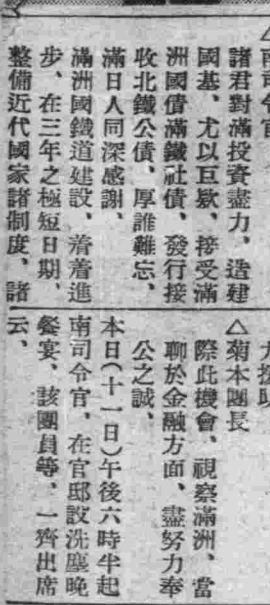 △南司令官
諸君對滿投資盡力、造建
國基、尤以巨欵、接受滿
洲國債滿鐵社債、發行接
收北鐵公債、厚誰難忘、
滿日人同深感謝、
滿洲國鐵道建設、着着進
步、在三年之極短日期、
整備近代國家諸制度、諸
力援助
△菊本團長
際此機會、視察滿洲、當
聊於金融方面、盡努力奉
公之誠、
本日(十一日)午後六時半起
南司令官、在官邸設洗塵晚
餐宴、該團員等、一齊出席
云、